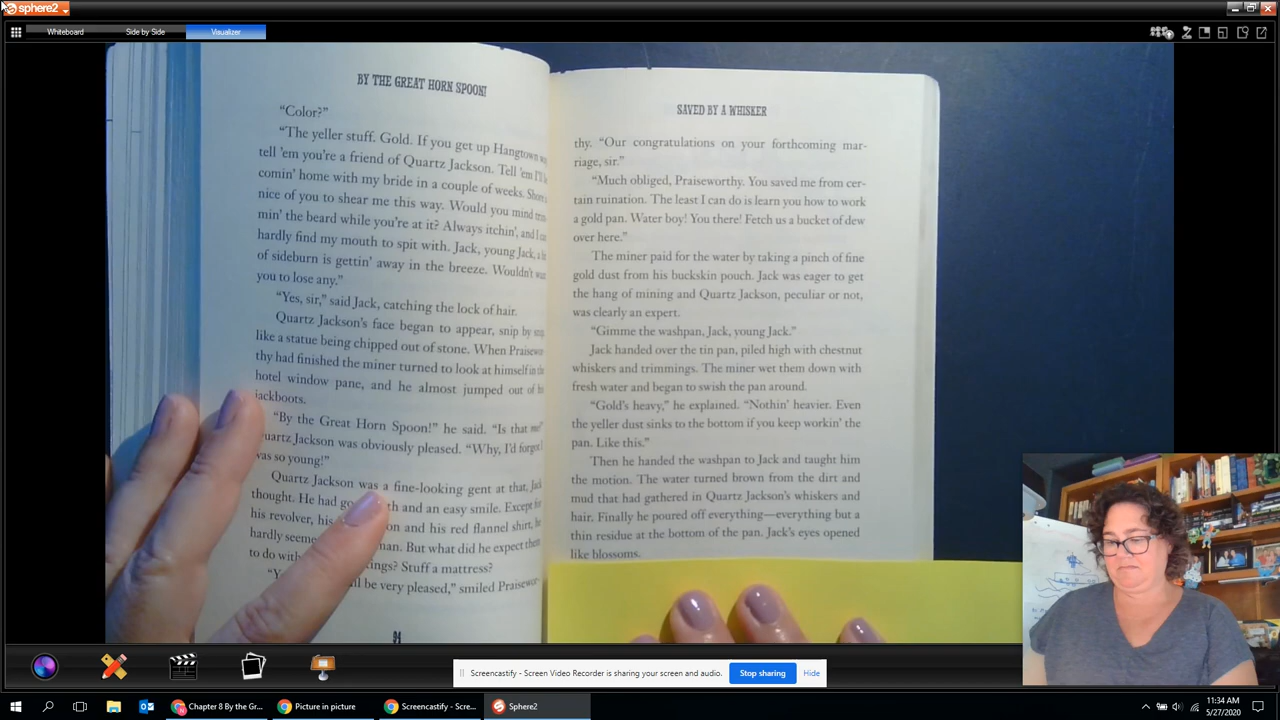 sphere2
Whiteboard
Side by Side
Visualizer
BY THE GREAT HORN SPOON!
"Color?"
"The yeller stuff. Gold. If you get up Hangtown
tell 'em you're a friend of Quartz Jackson. Tell 'em I'll
comin' home with my bride in a couple of weeks.
nice of you to shear me this way. Would you mind
min' the beard while you're at it? Always itchin', and I
hardly find my mouth to spit with. Jack, young Jack, a
of sideburn is gettin' away in the breeze. Wouldn't
you to lose any."
"Yes, sir," said Jack, catching the lock of hair.
Quartz Jackson's face began to appear, snip by
like a statue being chipped out of stone. When Praisewor-
thy had finished the miner turned to look at himself in the
hotel window pane, and he almost jumped out of
jackboots.
"By the Great Horn Spoon!" he said. "Is that me?"
Quartz Jackson was obviously pleased. "Why, I'd forgot
was so young!"
Quartz Jackson was a fine-looking gent at that, Jack
thought. He had th and an easy smile. Except
his revolver, his on and his red flannel shirt, he
hardly seeme man. But what did he expect them
to do with ings? Stuff a mattress?
ll be very pleased," smiled Praisewor-
94
SAVED BY A WHISKER
thy. "Our congratulations on your forthcoming mar-
riage, sir."
"Much obliged, Praiseworthy. You saved me from cer-
tain ruination. The least I can do is learn you how to work
a gold pan. Water boy! You there! Fetch us a bucket of dew
over here."
The miner paid for the water by taking a pinch of fine
gold dust from his buckskin pouch. Jack was eager to get
the hang of mining and Quartz Jackson, peculiar or not,
was clearly an expert.
"Gimme the washpan, Jack, young Jack."
Jack handed over the tin pan, piled high with chestnut
whiskers and trimmings. The miner wet them down with
fresh water and began to swish the pan around.
"Gold's heavy," he explained. "Nothin' heavier. Even
the yeller dust sinks to the bottom if you keep workin' the
pan. Like this."
Then he handed the washpan to Jack and taught him
the motion. The water turned brown from the dirt and
mud that had gathered in Quartz Jackson's whiskers and
hair. Finally he poured off everything—everything but a
thin residue at the bottom of the pan. Jack's eyes opened
like blossoms.
Screencastify - Screen Video Recorder is sharing your screen and audio.
Stop sharing
Hide
Chapter 8 By the Gr...
Picture in picture
Screencastify - Scre...
Sphere2
11:34 AM
5/27/2020